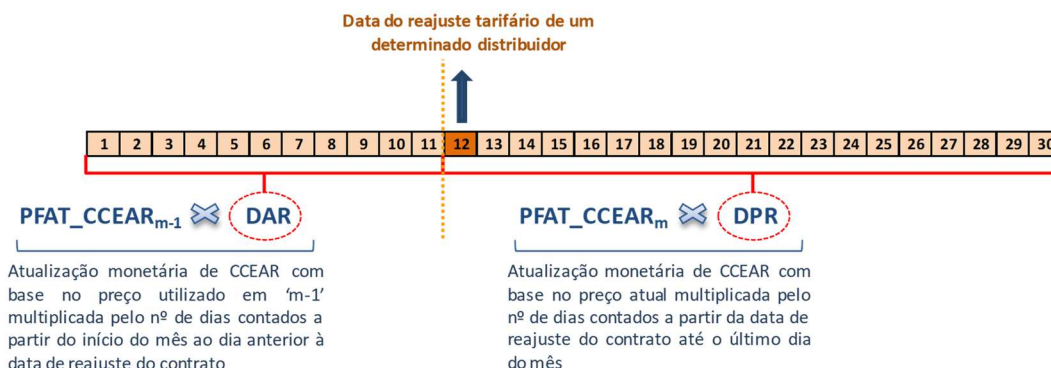 Data do reajuste tarifário de um
determinado distribuidor
1 2 3 4 5 6 7 8 9 10 11 12 13 14 15 16 17 18 19 20 21 22 23 24 25 26 27 28 29 30
PFAT_CCEARm-1 DAR
PFAT_CCEARm DPR
Atualização monetária de CCEAR com
base no preço utilizado em ‘m-1’
multiplicada pelo nº de dias contados a
partir do início do mês ao dia anterior à
data de reajuste do contrato
Atualização monetária de CCEAR com
base no preço atual multiplicada pelo
nº de dias contados a partir da data de
reajuste do contrato até o último dia
do mês